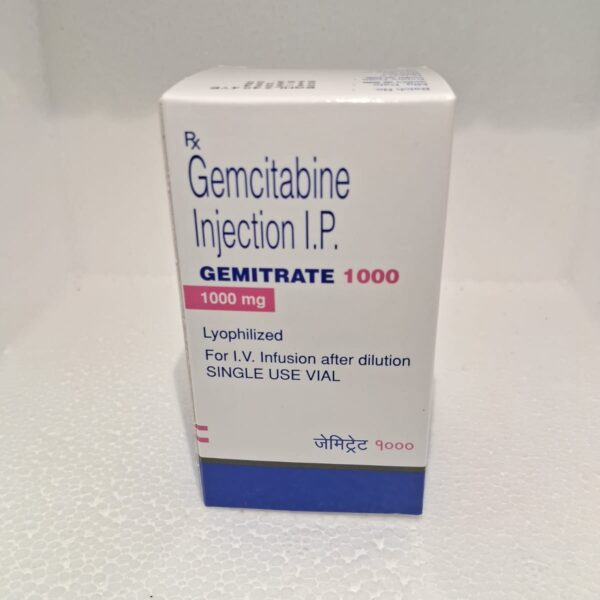 Rx
Gemcitabine
Injection I.P.
GEMITRATE 1000
1000 mg
Lyophilized
For I.V. Infusion after dilution
SINGLE USE VIAL
जेमिट्रेट १०००